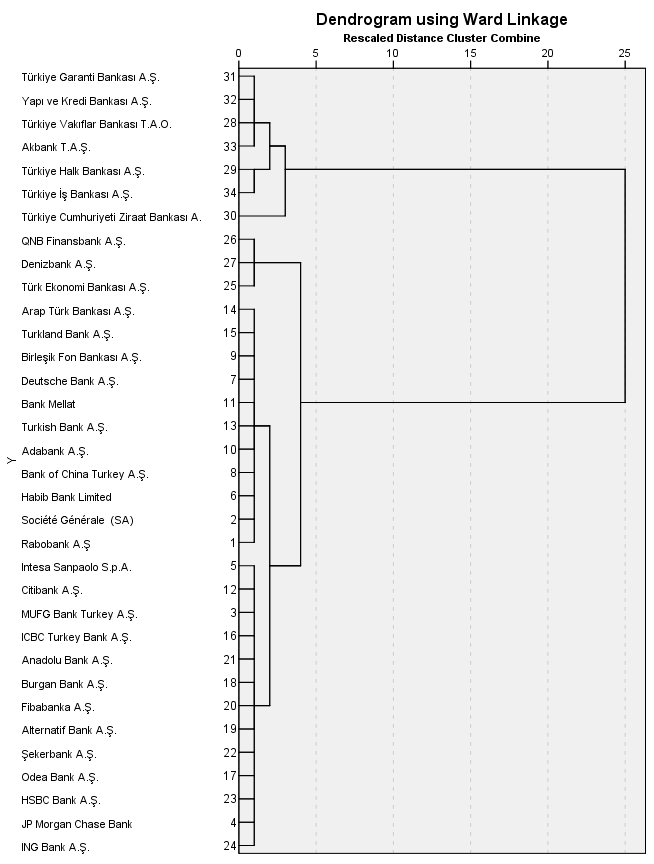 Dendrogram using Ward Linkage
Rescaled Distance Cluster Combine
0 5 10 15 20 25
Türkiye Garanti Bankası A.Ş. 31
Yapı ve Kredi Bankası A.Ş. 32
Türkiye Vakıflar Bankası T.A.O. 28
Akbank T.A.Ş. 33
Türkiye Halk Bankası A.Ş. 29
Türkiye İş Bankası A.Ş. 34
Türkiye Cumhuriyeti Ziraat Bankası A. 30
QNB Finansbank A.Ş. 26
Denizbank A.Ş. 27
Türk Ekonomi Bankası A.Ş. 25
Arap Türk Bankası A.Ş. 14
Turkland Bank A.Ş. 15
Birleşik Fon Bankası A.Ş. 9
Deutsche Bank A.Ş. 7
Bank Mellat 11
Turkish Bank A.Ş. 13
Adabank A.Ş. 10
Y
Bank of China Turkey A.Ş. 8
Habib Bank Limited 6
Société Générale (SA) 2
Rabobank A.Ş 1
Intesa Sanpaolo S.p.A. 5
Citibank A.Ş. 12
MUFG Bank Turkey A.Ş. 3
ICBC Turkey Bank A.Ş. 16
Anadolu Bank A.Ş. 21
Burgan Bank A.Ş. 18
Fibabanka A.Ş. 20
Alternatif Bank A.Ş. 19
Şekerbank A.Ş. 22
Odea Bank A.Ş. 17
HSBC Bank A.Ş. 23
JP Morgan Chase Bank 4
ING Bank A.Ş. 24